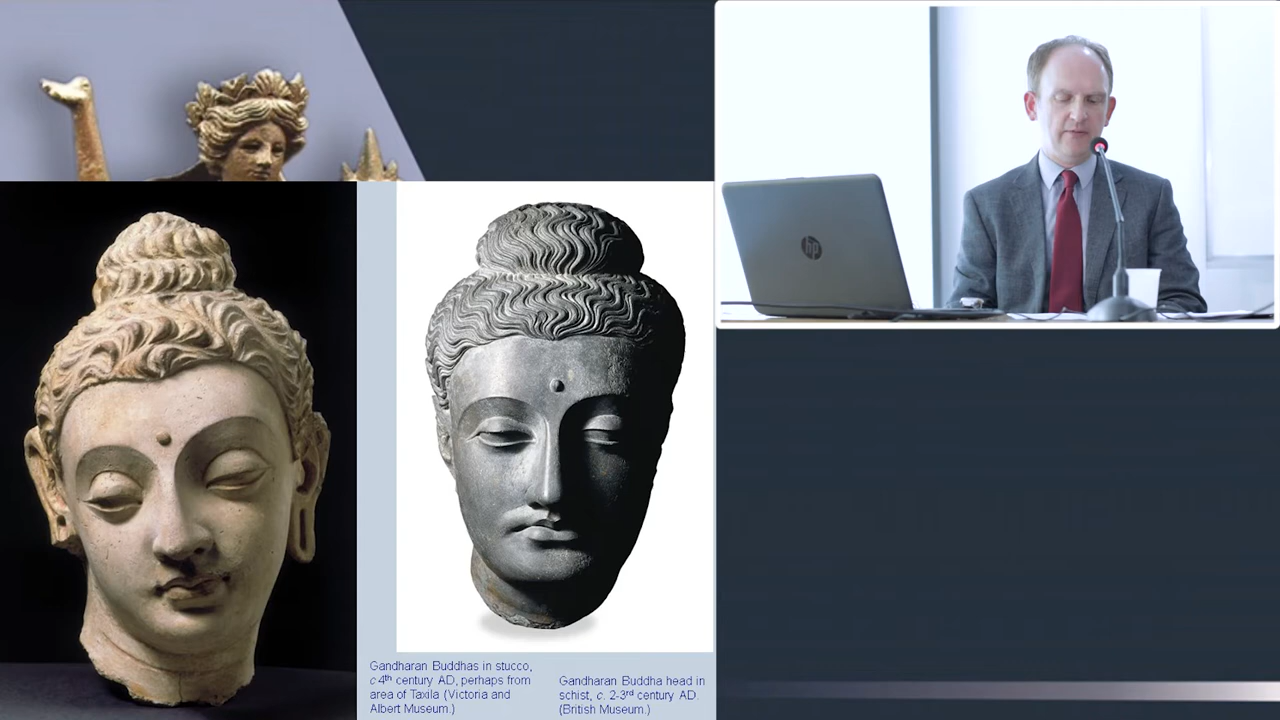 Gandharan Buddhas in stucco,
c 4th century AD, perhaps from
area of Taxila (Victoria and
Albert Museum.)
Gandharan Buddha head in
schist, c. 2-3rd century AD.
(British Museum.)
hp